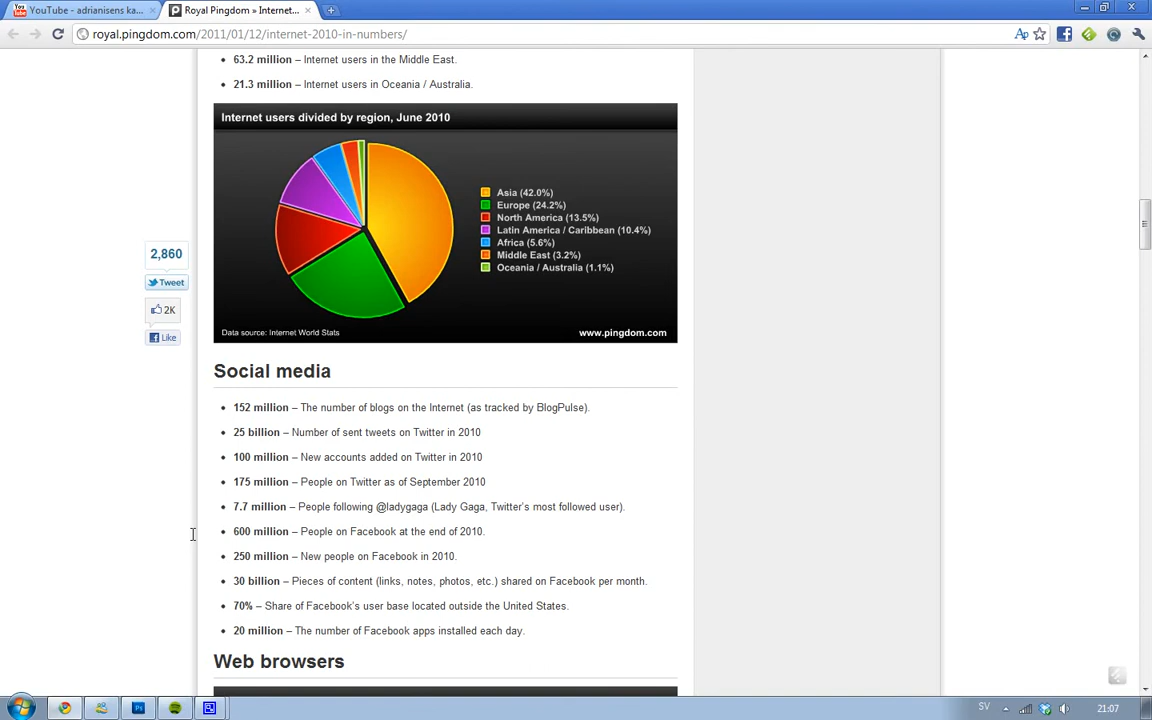 YouTube - adrianisens ka...
Royal Pingdom » Internet...
royal.pingdom.com/2011/01/12/internet-2010-in-numbers/
63.2 million – Internet users in the Middle East.
21.3 million – Internet users in Oceania / Australia.
Internet users divided by region, June 2010
Asia (42.0%)
Europe (24.2%)
North America (13.5%)
Latin America / Caribbean (10.4%)
Africa (5.6%)
Middle East (3.2%)
Oceania / Australia (1.1%)
Data source: Internet World Stats
www.pingdom.com
2,860
Tweet
2K
Like
Social media
152 million – The number of blogs on the Internet (as tracked by BlogPulse).
25 billion – Number of sent tweets on Twitter in 2010
100 million – New accounts added on Twitter in 2010
175 million – People on Twitter as of September 2010
7.7 million – People following @ladygaga (Lady Gaga, Twitter's most followed user).
600 million – People on Facebook at the end of 2010.
250 million – New people on Facebook in 2010.
30 billion – Pieces of content (links, notes, photos, etc.) shared on Facebook per month.
70% – Share of Facebook's user base located outside the United States.
20 million – The number of Facebook apps installed each day.
Web browsers
SV
21:07